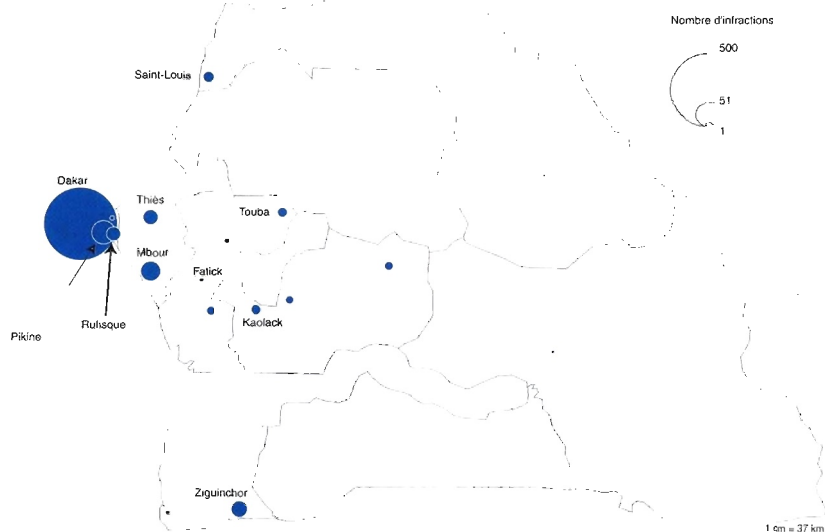 Nombre d'infractions
500
51
1
Saint-Louis
Dakar
Thiès
Touba
Mbour
Fatick
Kaolack
Rufisque
Pikine
Ziguinchor
1 cm = 37 km